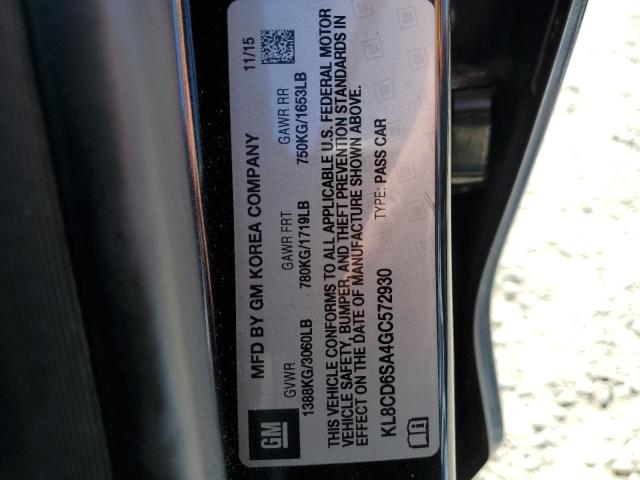 MFD BY GM KOREA COMPANY 11/15
GVWR GAWR FRT GAWR RR
1388KG/3060LB 780KG/1719LB 750KG/1653LB
THIS VEHICLE CONFORMS TO ALL APPLICABLE U.S. FEDERAL MOTOR
VEHICLE SAFETY, BUMPER, AND THEFT PREVENTION STANDARDS IN
EFFECT ON THE DATE OF MANUFACTURE SHOWN ABOVE.
TYPE: PASS CAR
KL8CD6SA4GC572930
GM